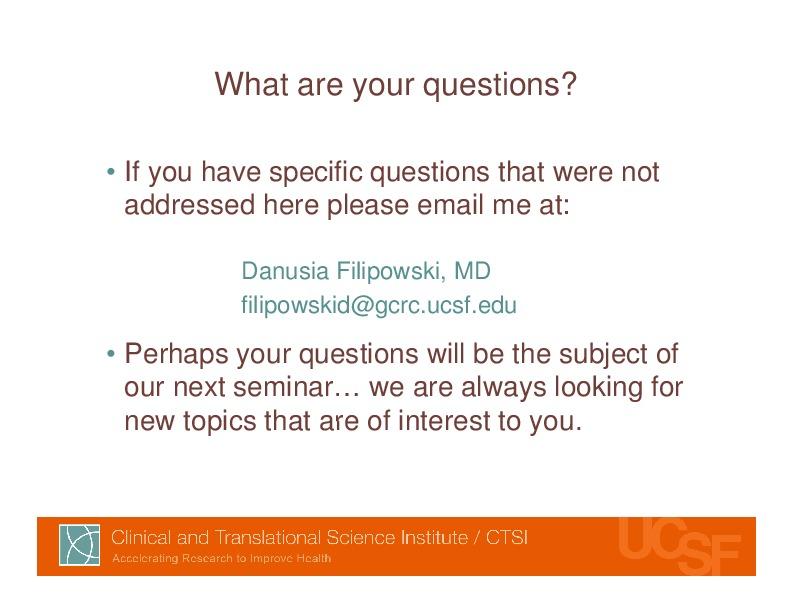 What are your questions?
• If you have specific questions that were not
addressed here please email me at:
Danusia Filipowski, MD
filipowskid@gcrc.ucsf.edu
• Perhaps your questions will be the subject of
our next seminar… we are always looking for
new topics that are of interest to you.
Clinical and Translational Science Institute / CTSI
Accelerating Research to Improve Health
UCSF